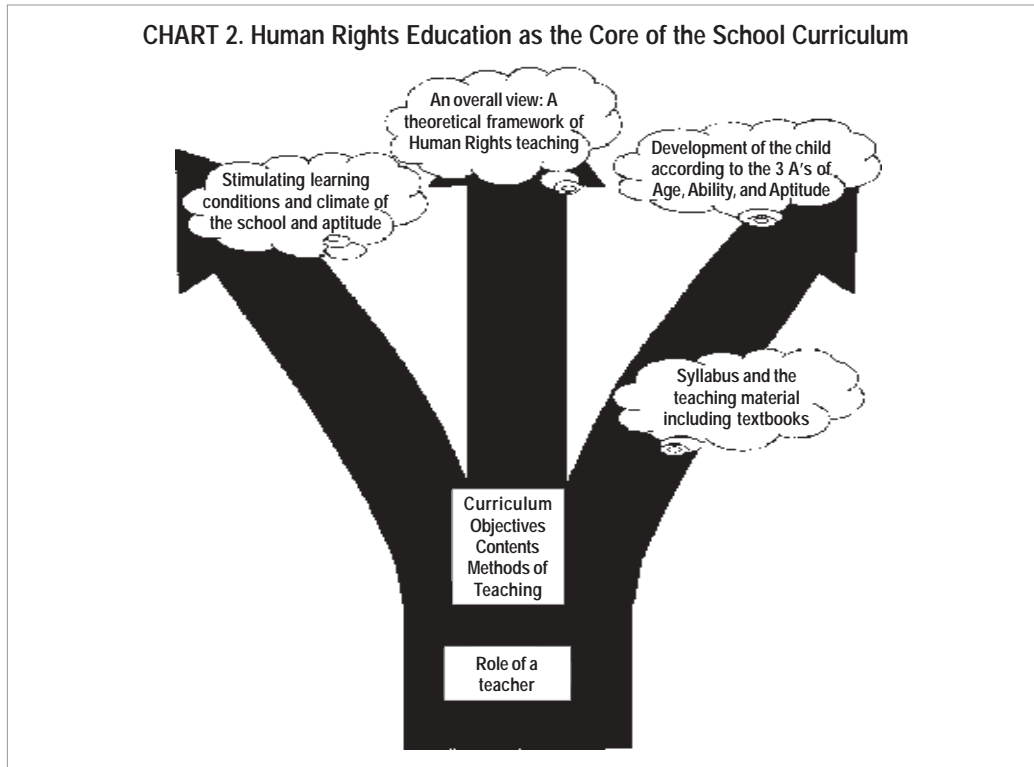 CHART 2. Human Rights Education as the Core of the School Curriculum
An overall view: A
theoretical framework of
Human Rights teaching
Development of the child
according to the 3 A's of
Age, Ability, and Aptitude
Stimulating learning
conditions and climate of
the school and aptitude
Syllabus and the
teaching material
including textbooks
Curriculum
Objectives
Contents
Methods of
Teaching
Role of a
teacher